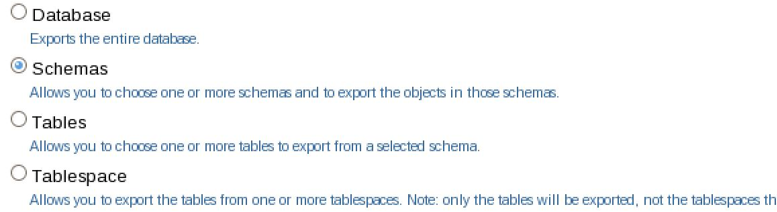 Database
Exports the entire database.
Schemas
Allows you to choose one or more schemas and to export the objects in those schemas.
Tables
Allows you to choose one or more tables to export from a selected schema.
Tablespace
Allows you to export the tables from one or more tablespaces. Note: only the tables will be exported, not the tablespaces